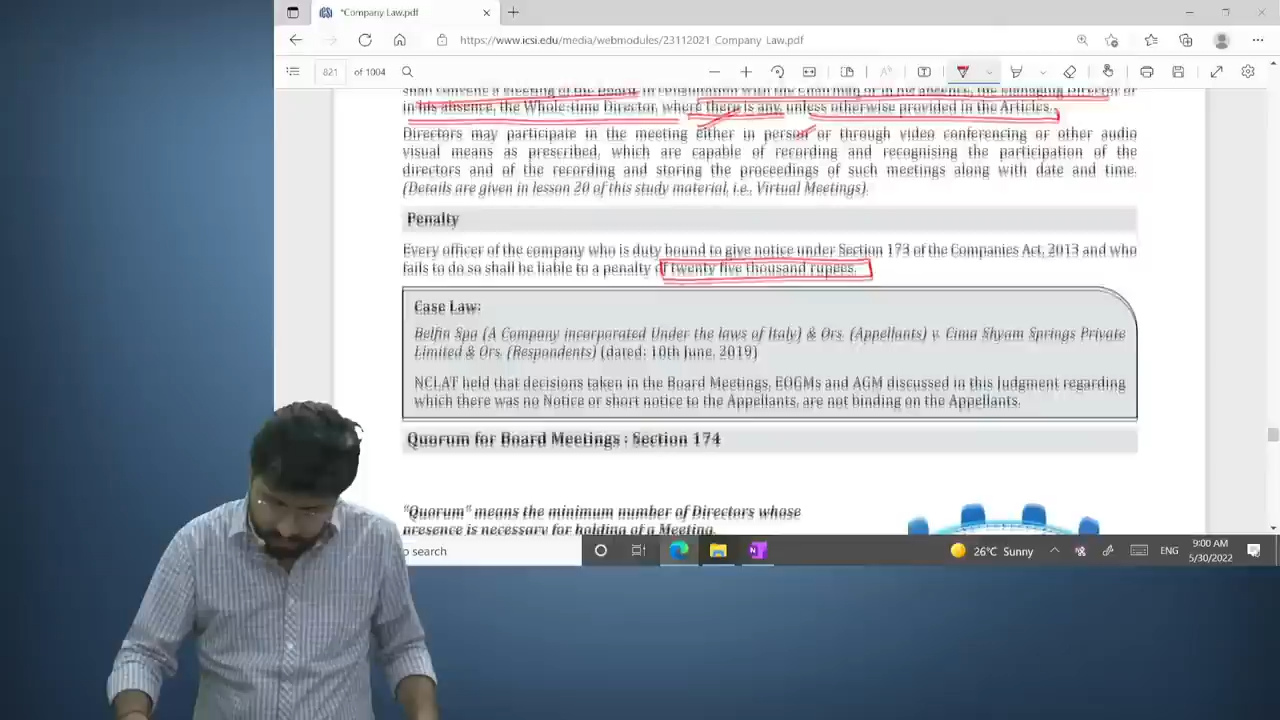 *Company Law.pdf
https://www.icsi.edu/media/webmodules/23112021_Company Law.pdf
821 of 1004
shall convene a meeting of the Board in consultation with the Chairman or in his absence, the Managing Director or
in his absence, the Whole-time Director, where there is any, unless otherwise provided in the Articles.
Directors may participate in the meeting either in person or through video conferencing or other audio
visual means as prescribed, which are capable of recording and recognising the participation of the
directors and of the recording and storing the proceedings of such meetings along with date and time.
(Details are given in lesson 20 of this study material, i.e., Virtual Meetings).
Penalty
Every officer of the company who is duty bound to give notice under Section 173 of the Companies Act, 2013 and who
fails to do so shall be liable to a penalty of twenty five thousand rupees.
Case Law:
Belfin Spa (A Company incorporated Under the laws of Italy) & Ors. (Appellants) v. Cima Shyam Springs Private
Limited & Ors. (Respondents) (dated: 10th June, 2019)
NCLAT held that decisions taken in the Board Meetings, EOGMs and AGM discussed in this Judgment regarding
which there was no Notice or short notice to the Appellants, are not binding on the Appellants.
Quorum for Board Meetings : Section 174
"Quorum" means the minimum number of Directors whose
presence is necessary for holding of a Meeting.
o search
26°C Sunny
ENG
9:00 AM
5/30/2022